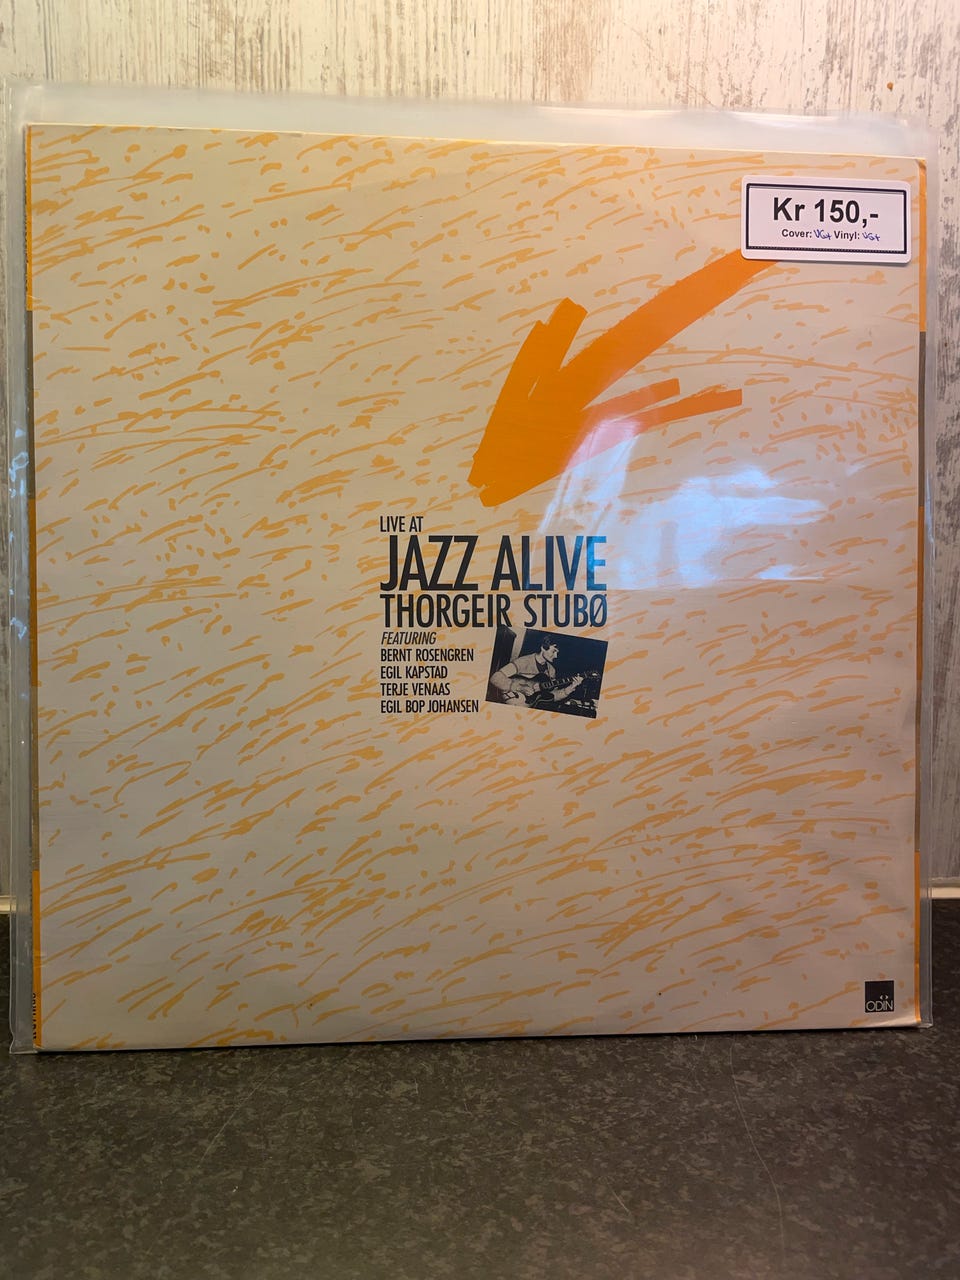 Kr 150,-
Cover: VG+ Vinyl: VG+
LIVE AT
JAZZ ALIVE
THORGEIR STUBØ
FEATURING
BERNT ROSENGREN
EGIL KAPSTAD
TERJE VENAAS
EGIL BOP JOHANSEN
ODIN